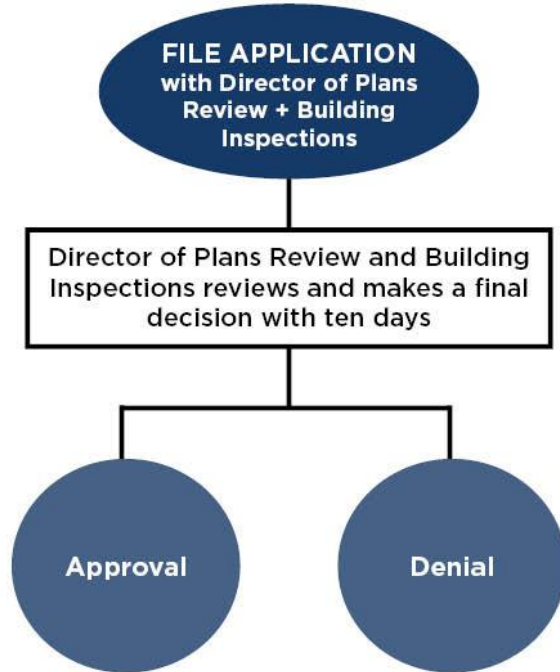 FILE APPLICATION
with Director of Plans
Review + Building
Inspections
Director of Plans Review and Building
Inspections reviews and makes a final
decision with ten days
Approval
Denial